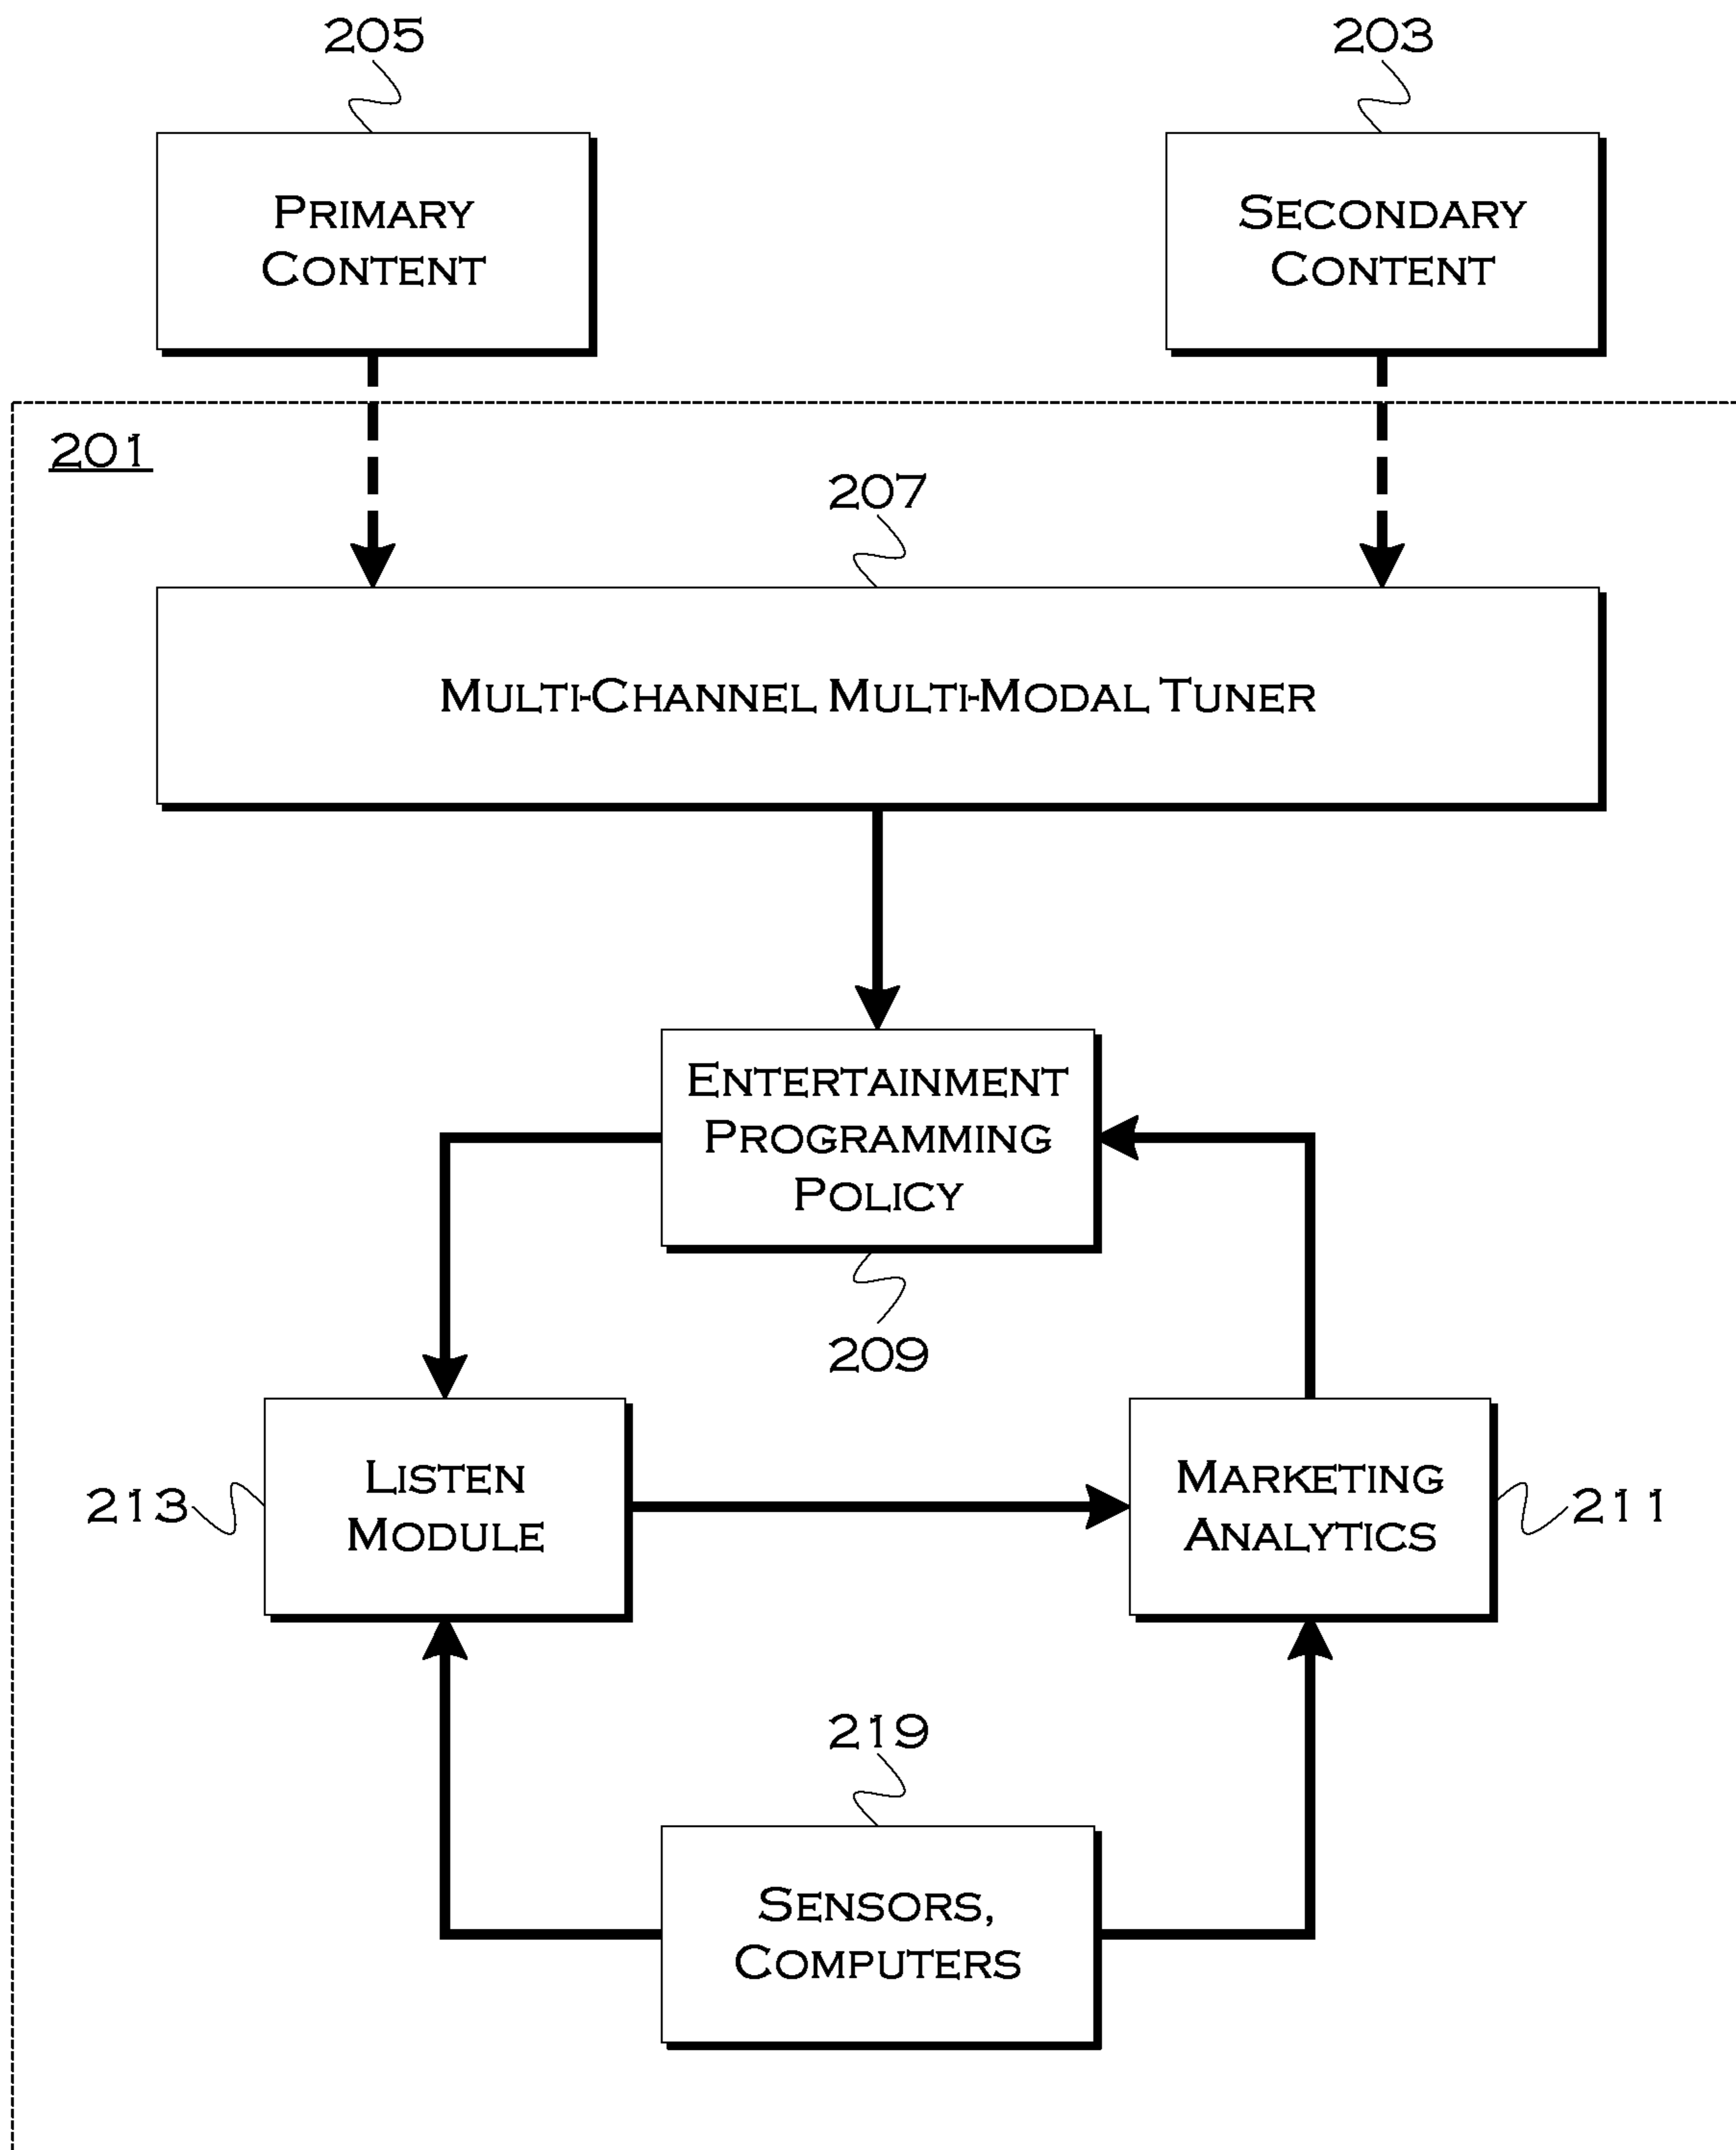 205
203
PRIMARY
CONTENT
SECONDARY
CONTENT
201
207
MULTI-CHANNEL MULTI-MODAL TUNER
ENTERTAINMENT
PROGRAMMING
POLICY
209
LISTEN
MODULE
213
MARKETING
ANALYTICS
211
219
SENSORS,
COMPUTERS